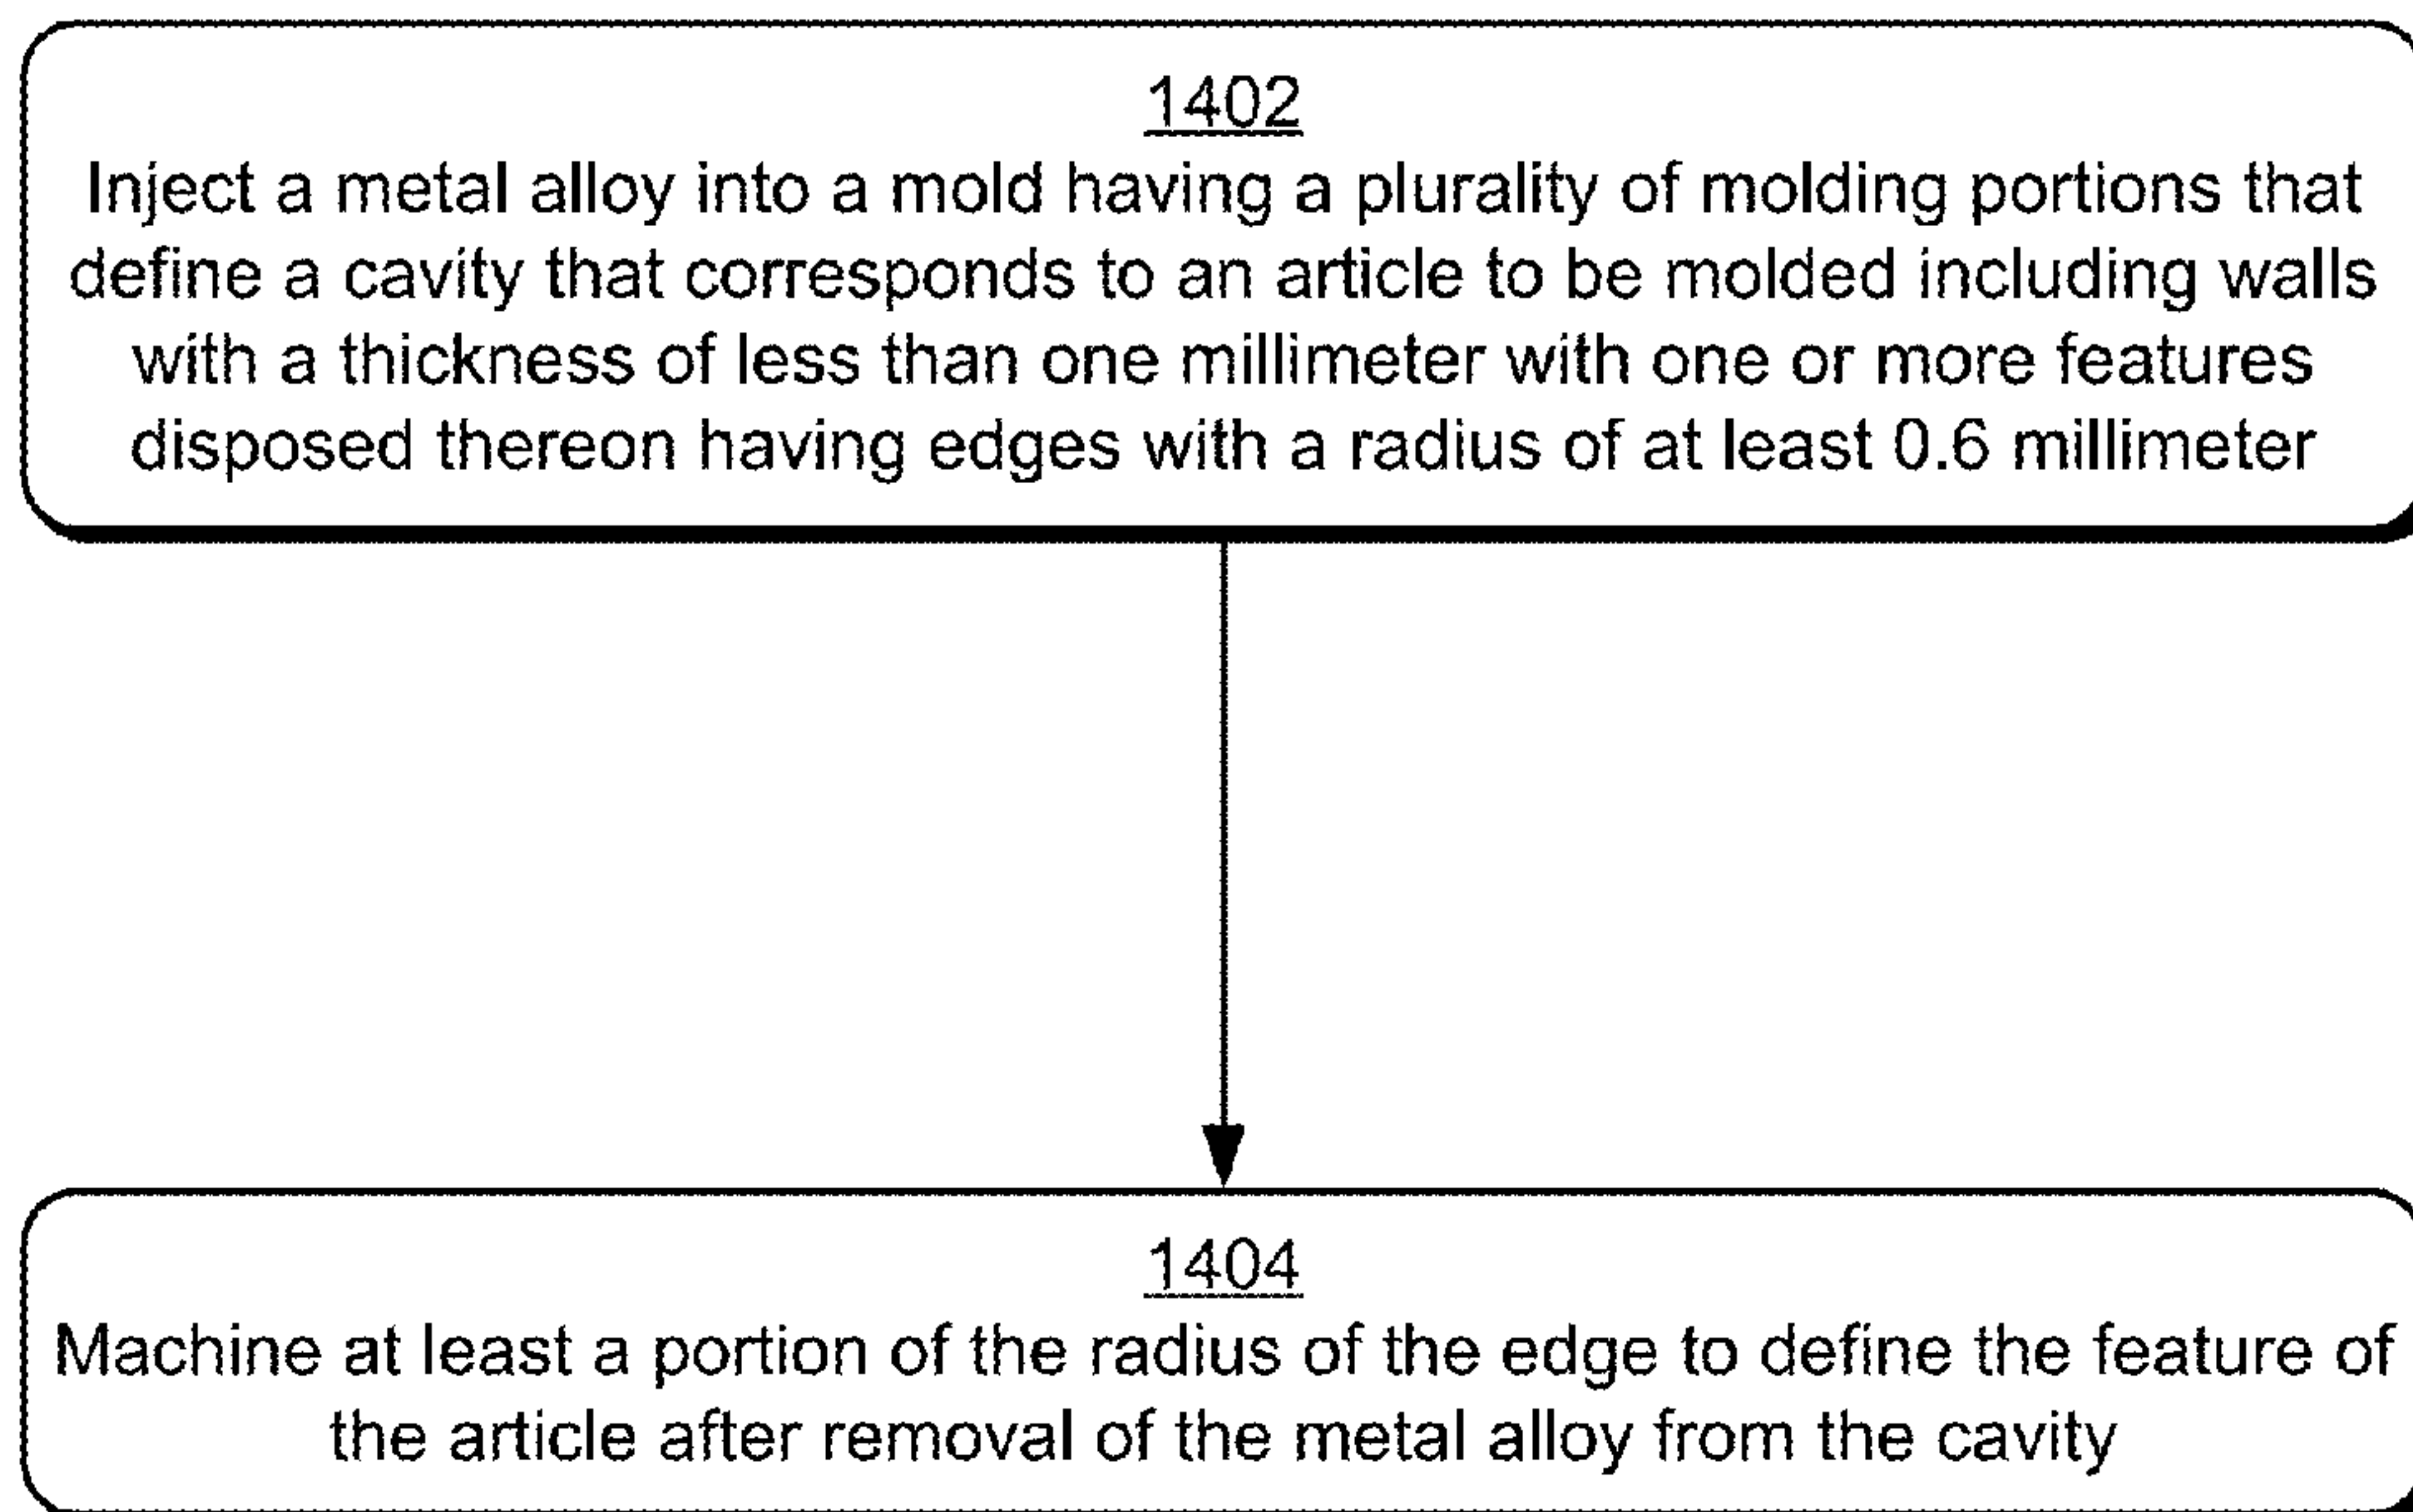 1402
Inject a metal alloy into a mold having a plurality of molding portions that
define a cavity that corresponds to an article to be molded including walls
with a thickness of less than one millimeter with one or more features
disposed thereon having edges with a radius of at least 0.6 millimeter
1404
Machine at least a portion of the radius of the edge to define the feature of
the article after removal of the metal alloy from the cavity